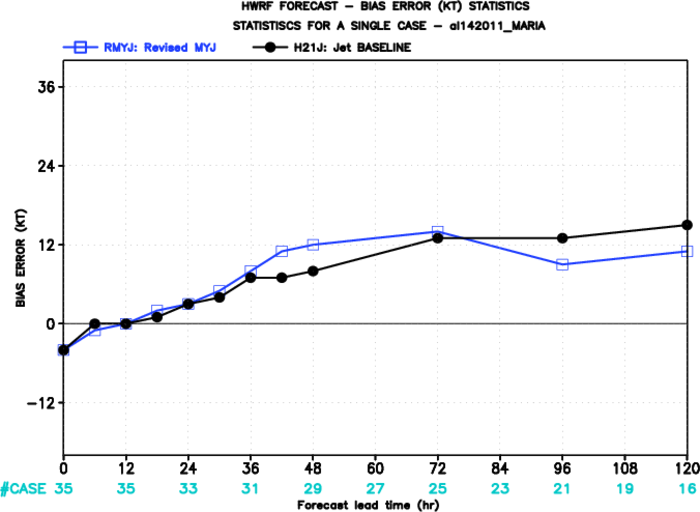 HWRF FORECAST – BIAS ERROR (KT) STATISTICS
STATISTISCS FOR A SINGLE CASE – al142011_MARIA
RMYJ: Revised MYJ H21J: Jet BASELINE
36
24
12
0
−12
BIAS ERROR (KT)
0 12 24 36 48 60 72 84 96 108 120
#CASE 35 35 33 31 29 27 25 23 21 19 16
Forecast lead time (hr)